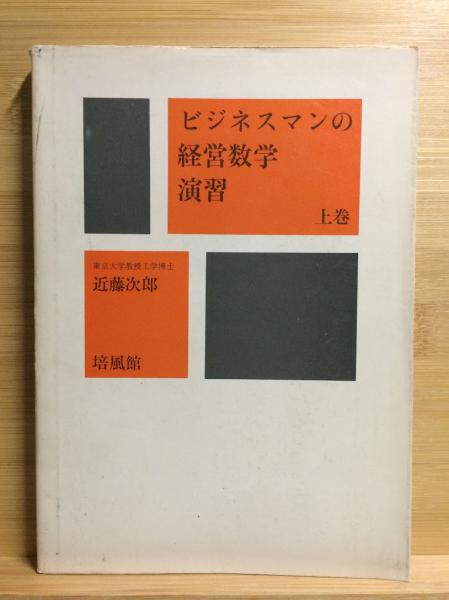 ビジネスマンの
経営数学
演習
上巻
東京大学教授工学博士
近藤次郎
培風館